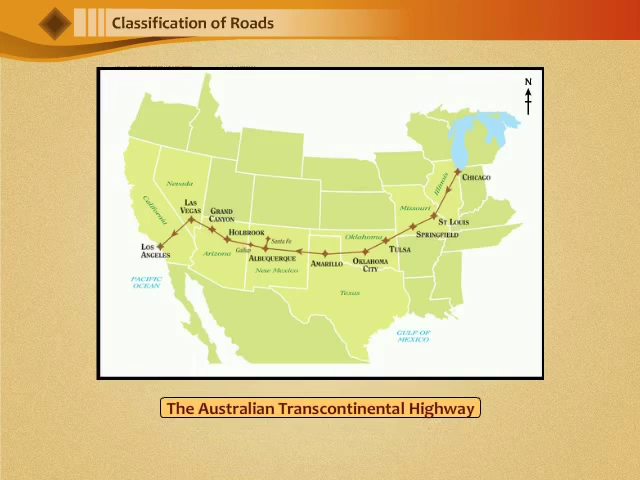 Classification of Roads
N
CHICAGO
Illinois
Nevada
Missouri
California
LAS
VEGAS
GRAND
CANYON
ST LOUIS
HOLBROOK
SPRINGFIELD
Oklahoma
Santa Fe
LOS
ANGELES
Gallup
TULSA
Arizona
ALBUQUERQUE
AMARILLO
OKLAHOMA
CITY
New Mexico
PACIFIC
OCEAN
Texas
GULF OF
MEXICO
The Australian Transcontinental Highway